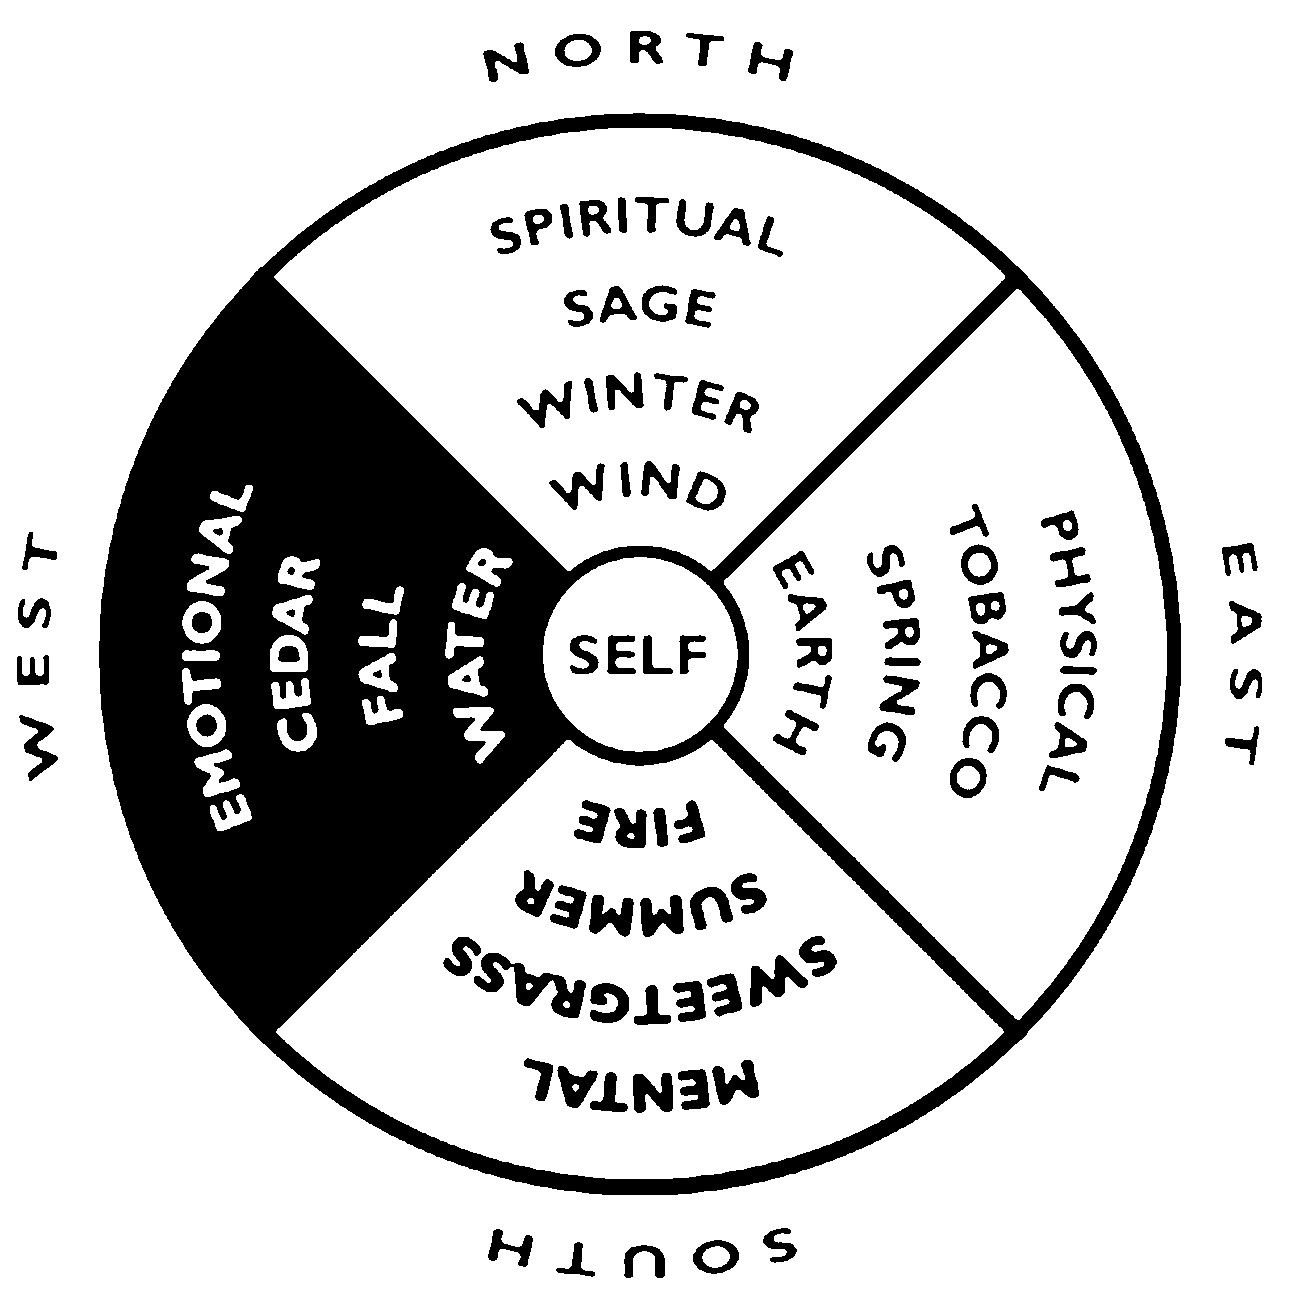 NORTH
SPIRITUAL
SAGE
WINTER
WIND
WEST
EMOTIONAL
CEDAR
FALL
WATER
SELF
EARTH
SPRING
TOBACCO
PHYSICAL
EAST
FIRE
SUMMER
SWEETGRASS
MENTAL
SOUTH